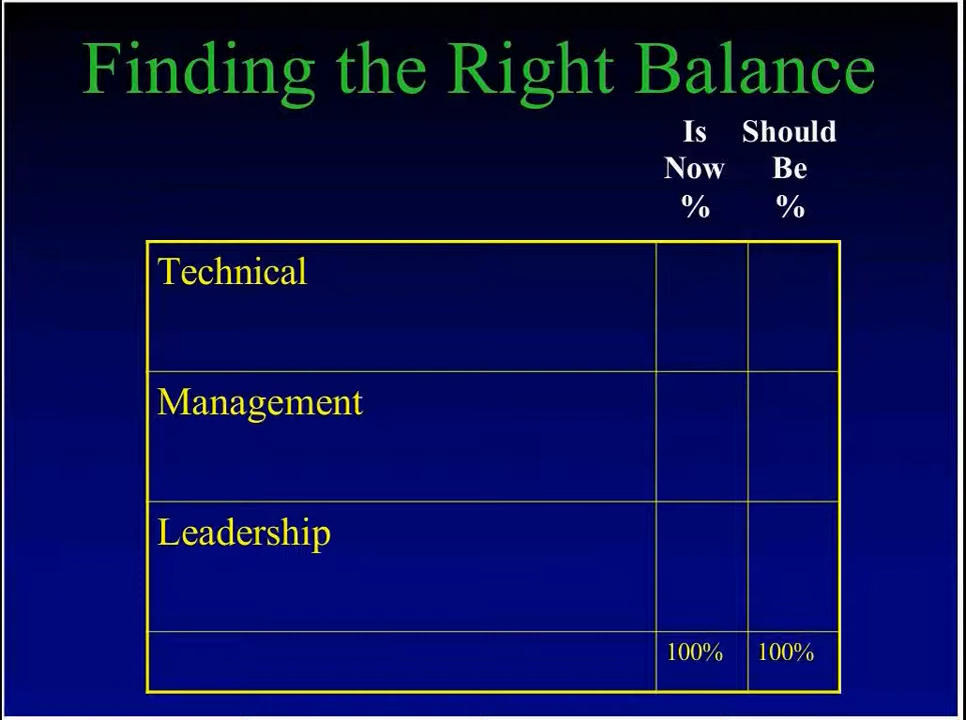 Finding the Right Balance
Is Should
Now Be
% %
Technical
Management
Leadership
100% 100%